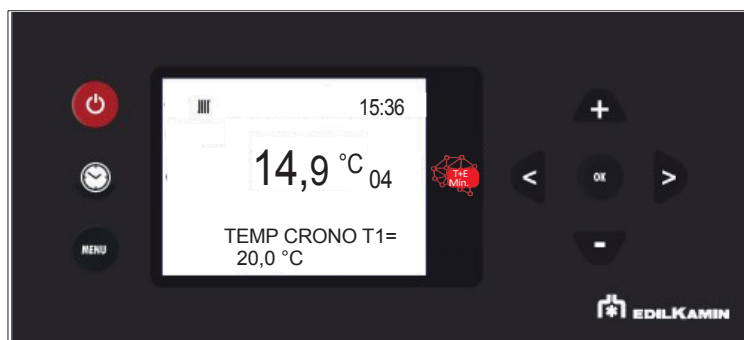 15:36
14,9 °C 04
T+E
Min.
TEMP CRONO T1=
20,0 °C
MENU
+
< OK >
-
EDILKAMIN